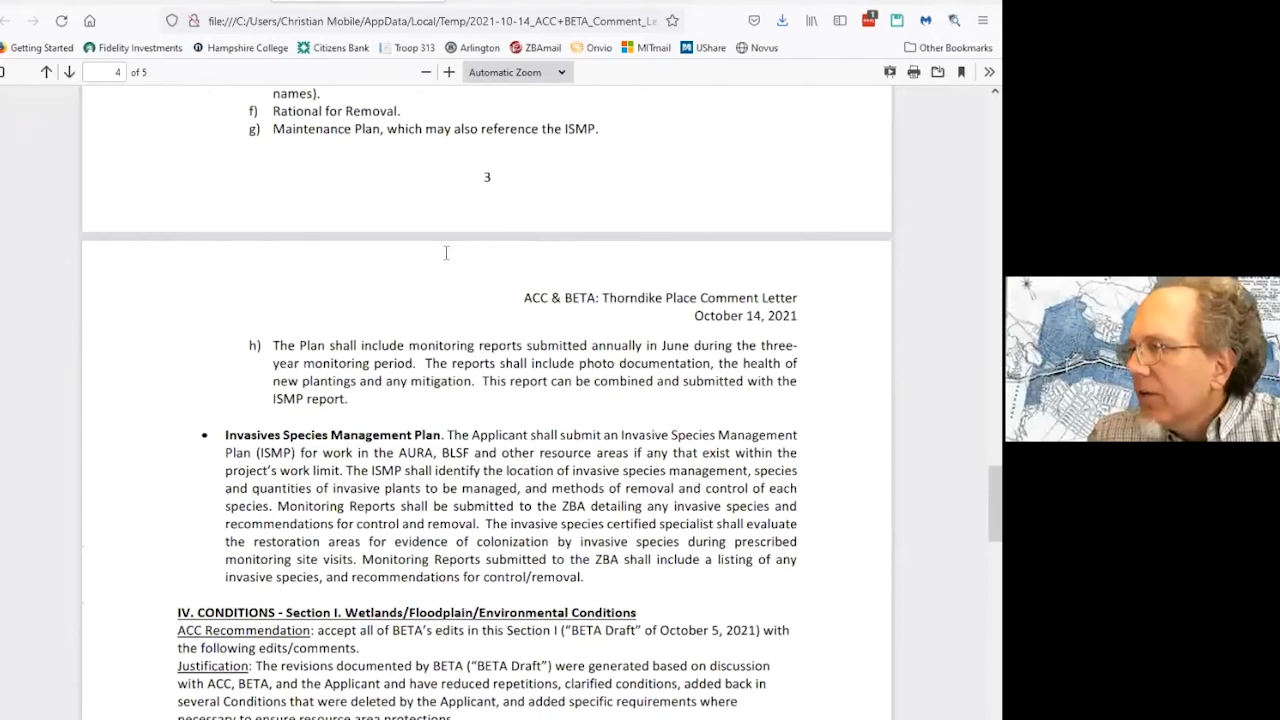 file:///C:/Users/Christian Mobile/AppData/Local/Temp/2021-10-14_ACC+BETA_Comment_Le
1
Getting Started Fidelity Investments Hampshire College Citizens Bank Troop 313 Arlington ZBAmail Onvio MITmail UShare Novus Other Bookmarks
4 of 5 Automatic Zoom
names).
f) Rational for Removal.
g) Maintenance Plan, which may also reference the ISMP.
3
ACC & BETA: Thorndike Place Comment Letter
October 14, 2021
h) The Plan shall include monitoring reports submitted annually in June during the three-
year monitoring period. The reports shall include photo documentation, the health of
new plantings and any mitigation. This report can be combined and submitted with the
ISMP report.
• Invasives Species Management Plan. The Applicant shall submit an Invasive Species Management
Plan (ISMP) for work in the AURA, BLSF and other resource areas if any that exist within the
project's work limit. The ISMP shall identify the location of invasive species management, species
and quantities of invasive plants to be managed, and methods of removal and control of each
species. Monitoring Reports shall be submitted to the ZBA detailing any invasive species and
recommendations for control and removal. The invasive species certified specialist shall evaluate
the restoration areas for evidence of colonization by invasive species during prescribed
monitoring site visits. Monitoring Reports submitted to the ZBA shall include a listing of any
invasive species, and recommendations for control/removal.
IV. CONDITIONS - Section I. Wetlands/Floodplain/Environmental Conditions
ACC Recommendation: accept all of BETA's edits in this Section I ("BETA Draft" of October 5, 2021) with
the following edits/comments.
Justification: The revisions documented by BETA ("BETA Draft") were generated based on discussion
with ACC, BETA, and the Applicant and have reduced repetitions, clarified conditions, added back in
several Conditions that were deleted by the Applicant, and added specific requirements where
necessary to ensure resource area protections.